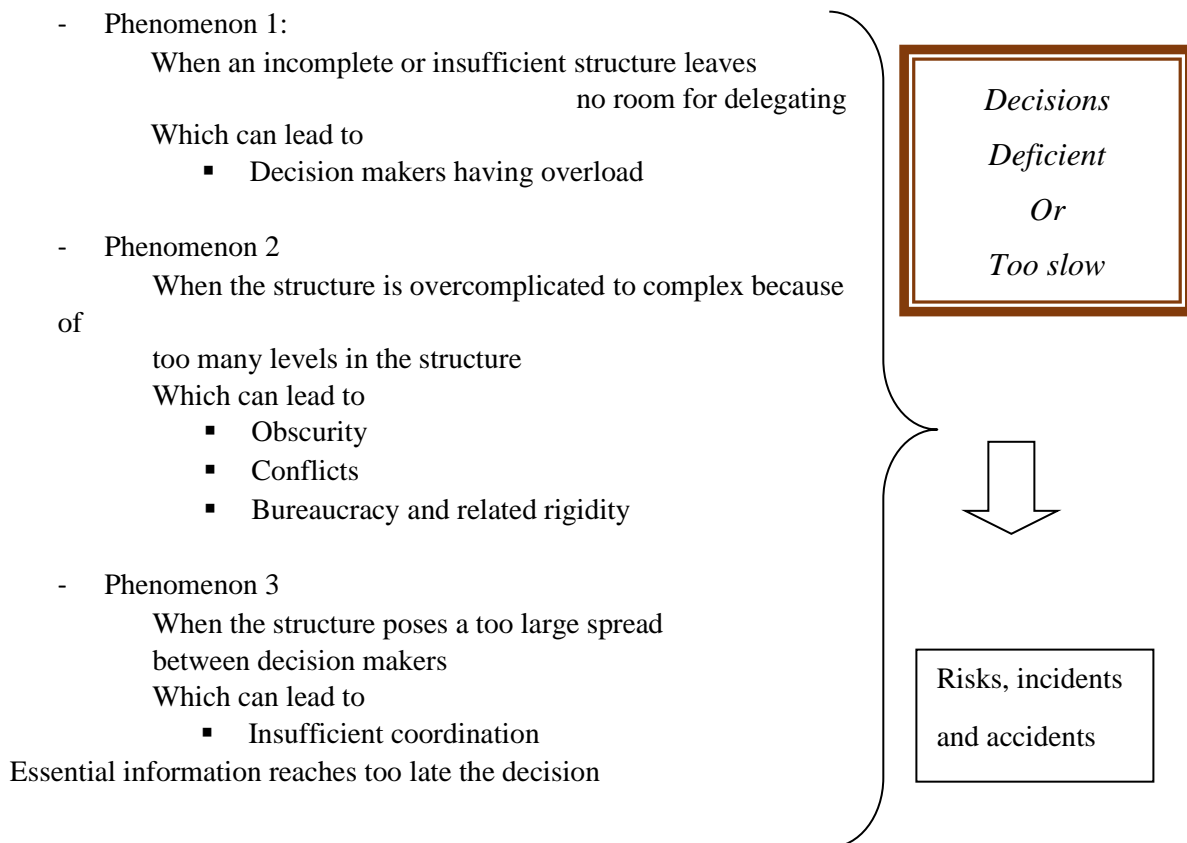 - Phenomenon 1:
When an incomplete or insufficient structure leaves
no room for delegating
Which can lead to
▪ Decision makers having overload
- Phenomenon 2
When the structure is overcomplicated to complex because
of
too many levels in the structure
Which can lead to
▪ Obscurity
▪ Conflicts
▪ Bureaucracy and related rigidity
- Phenomenon 3
When the structure poses a too large spread
between decision makers
Which can lead to
▪ Insufficient coordination
Essential information reaches too late the decision
Decisions
Deficient
Or
Too slow
Risks, incidents
and accidents